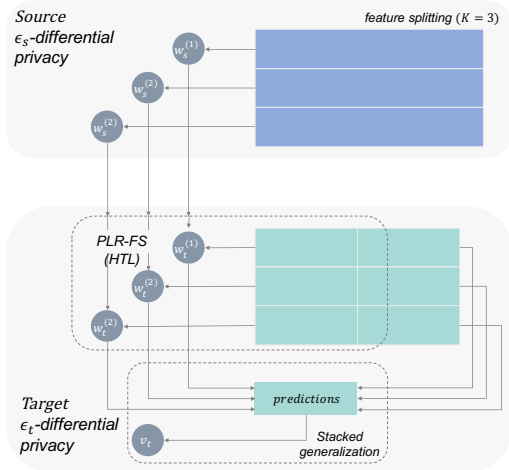 Source
ϵₛ-differential
privacy
feature splitting (K = 3)
wₛ⁽¹⁾
wₛ⁽²⁾
wₛ⁽²⁾
PLR-FS
(HTL)
wₜ⁽¹⁾
wₜ⁽²⁾
wₜ⁽²⁾
predictions
Target
ϵₜ-differential
privacy
vₜ
Stacked
generalization